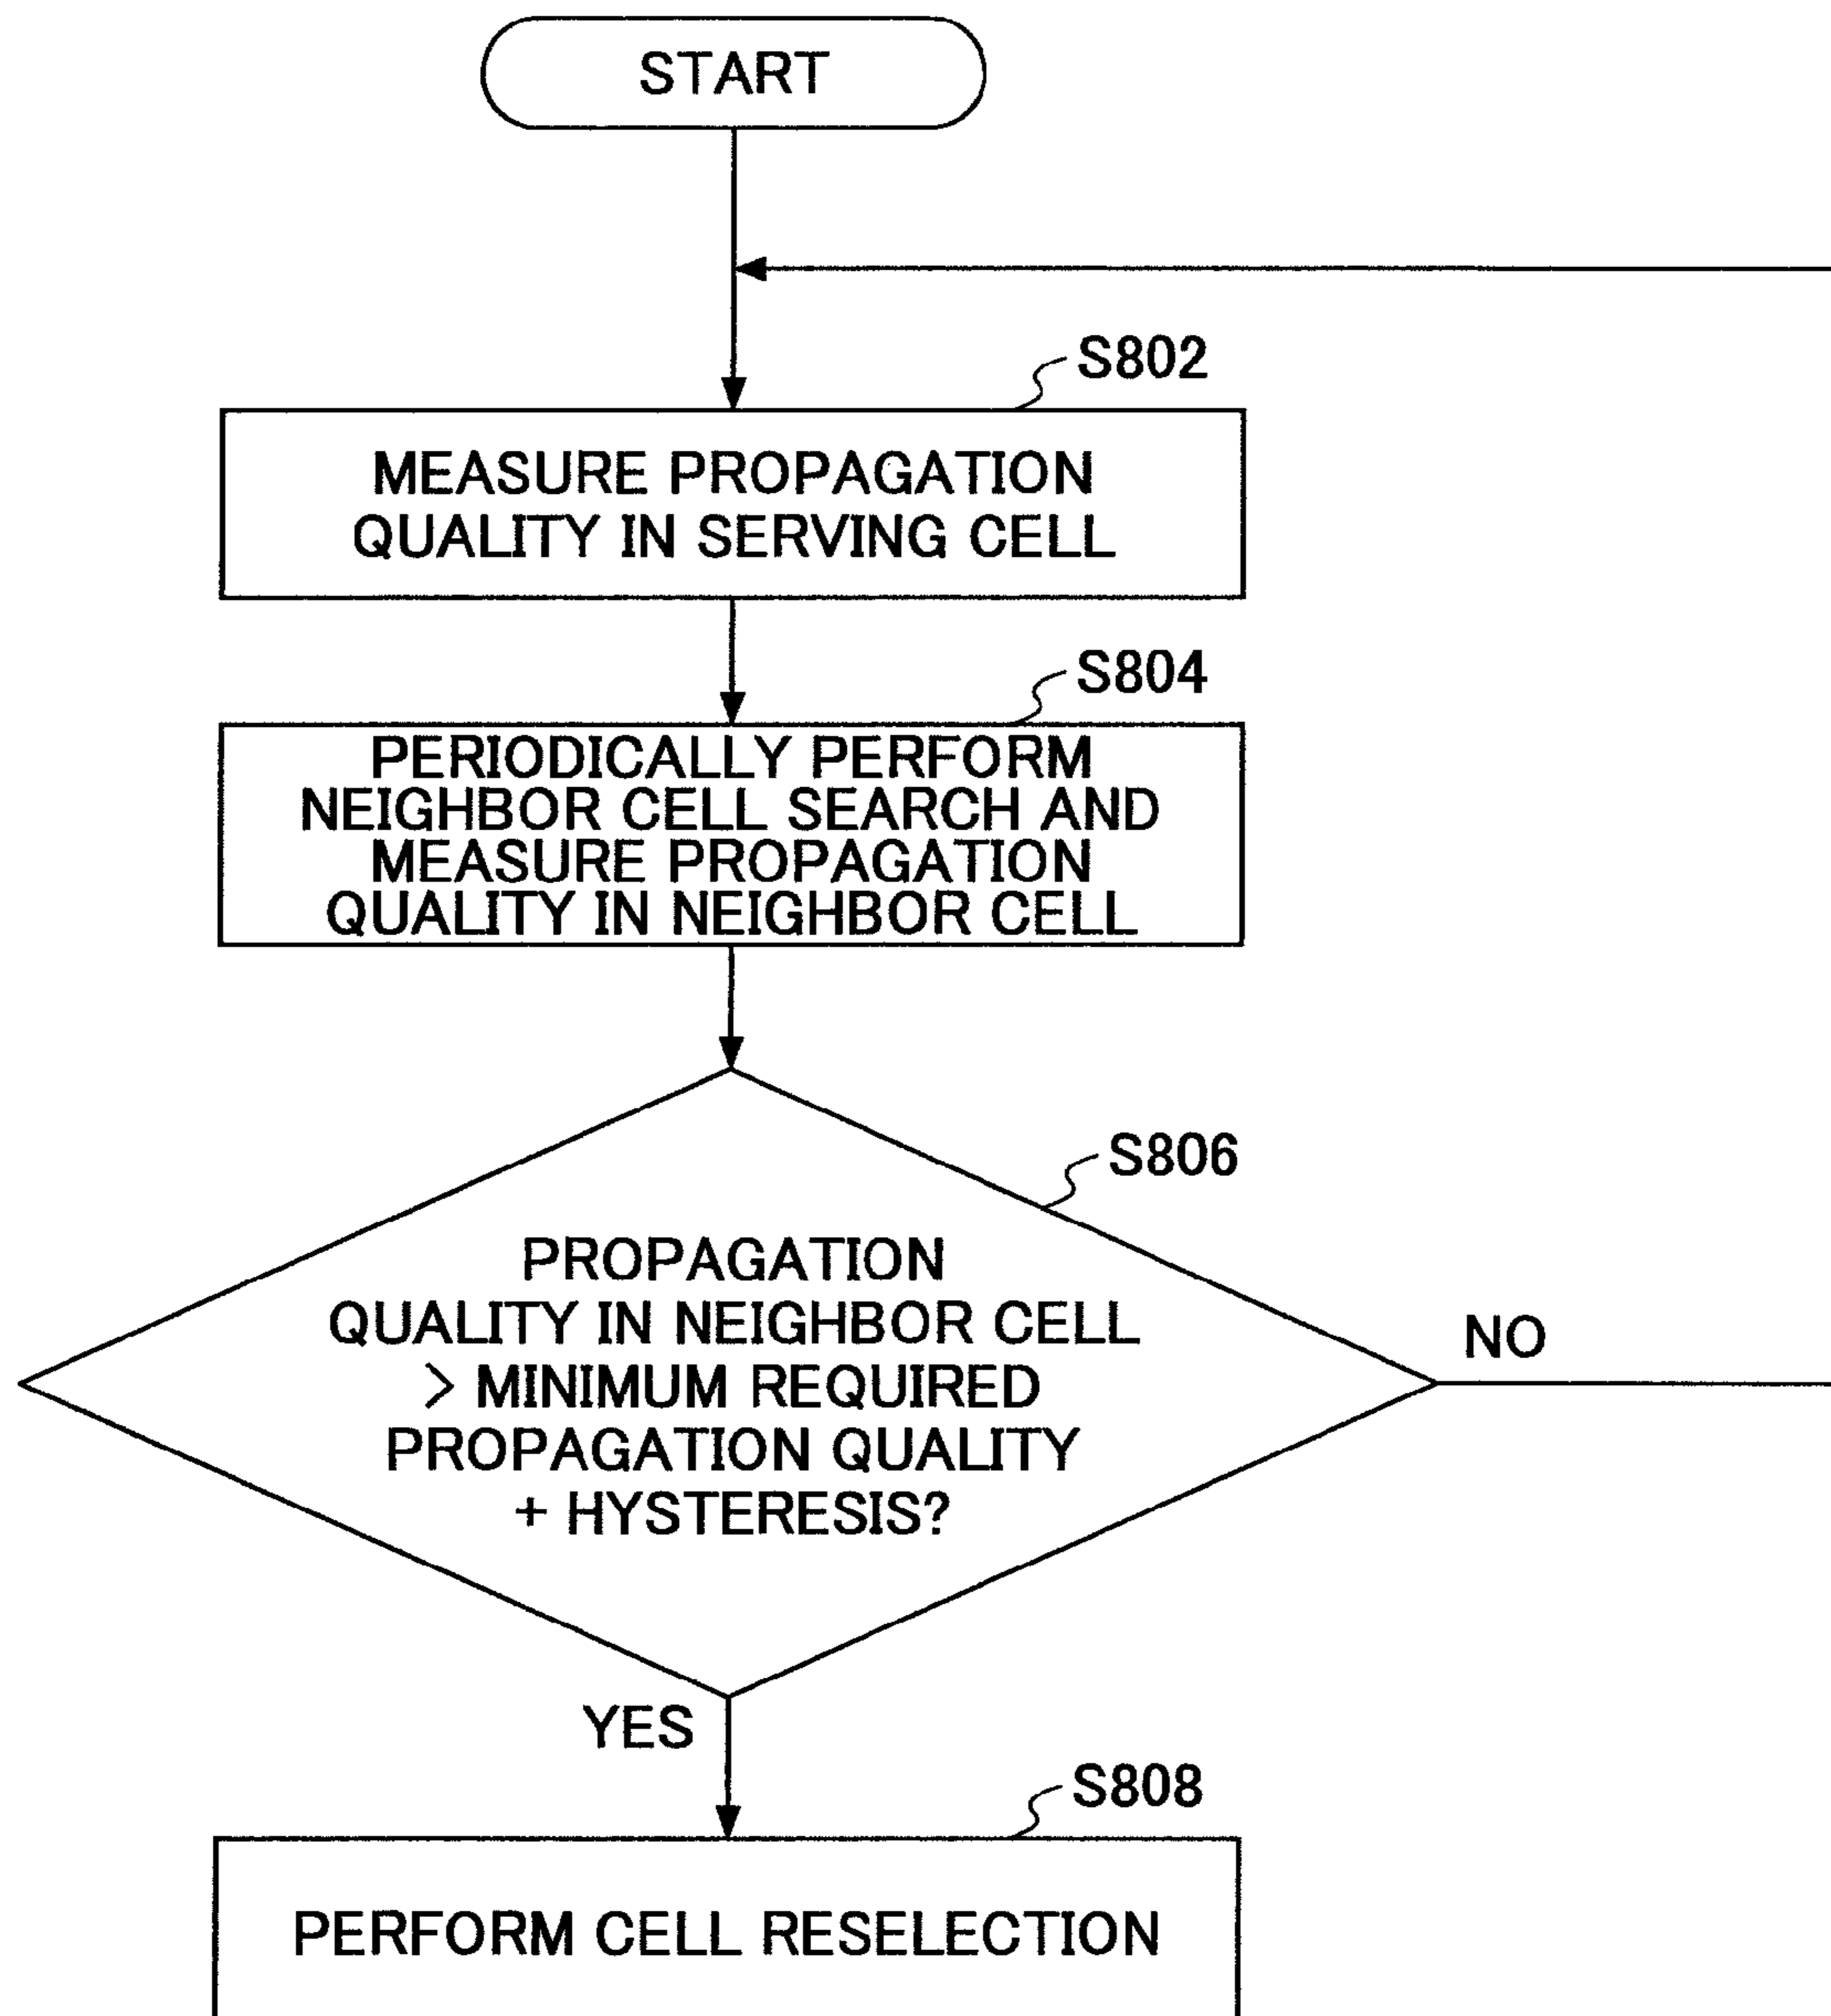 START
S802
MEASURE PROPAGATION
QUALITY IN SERVING CELL
S804
PERIODICALLY PERFORM
NEIGHBOR CELL SEARCH AND
MEASURE PROPAGATION
QUALITY IN NEIGHBOR CELL
S806
PROPAGATION
QUALITY IN NEIGHBOR CELL
> MINIMUM REQUIRED
PROPAGATION QUALITY
+ HYSTERESIS?
NO
YES
S808
PERFORM CELL RESELECTION